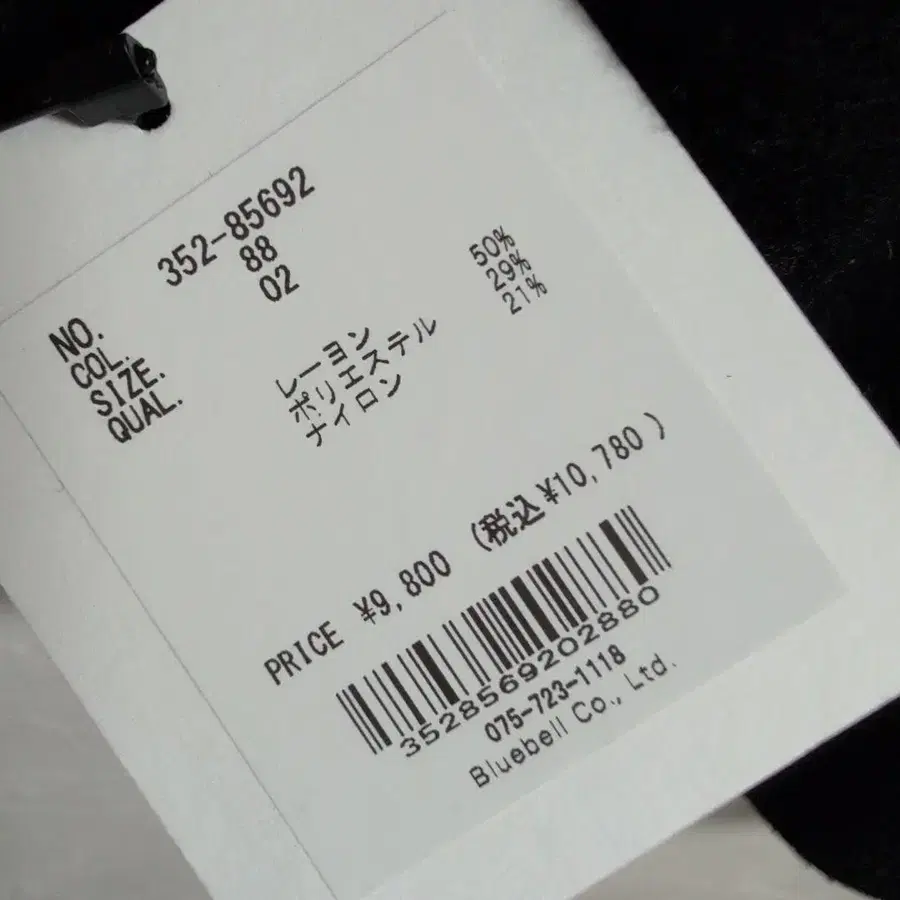 NO. 352-85692
COL. 88
SIZE. 02
QUAL. レーヨン 50%
ポリエステル 29%
ナイロン 21%
PRICE ¥9,800 (税込¥10,780 )
3528569202880
075-723-1118
Bluebell Co., Ltd.